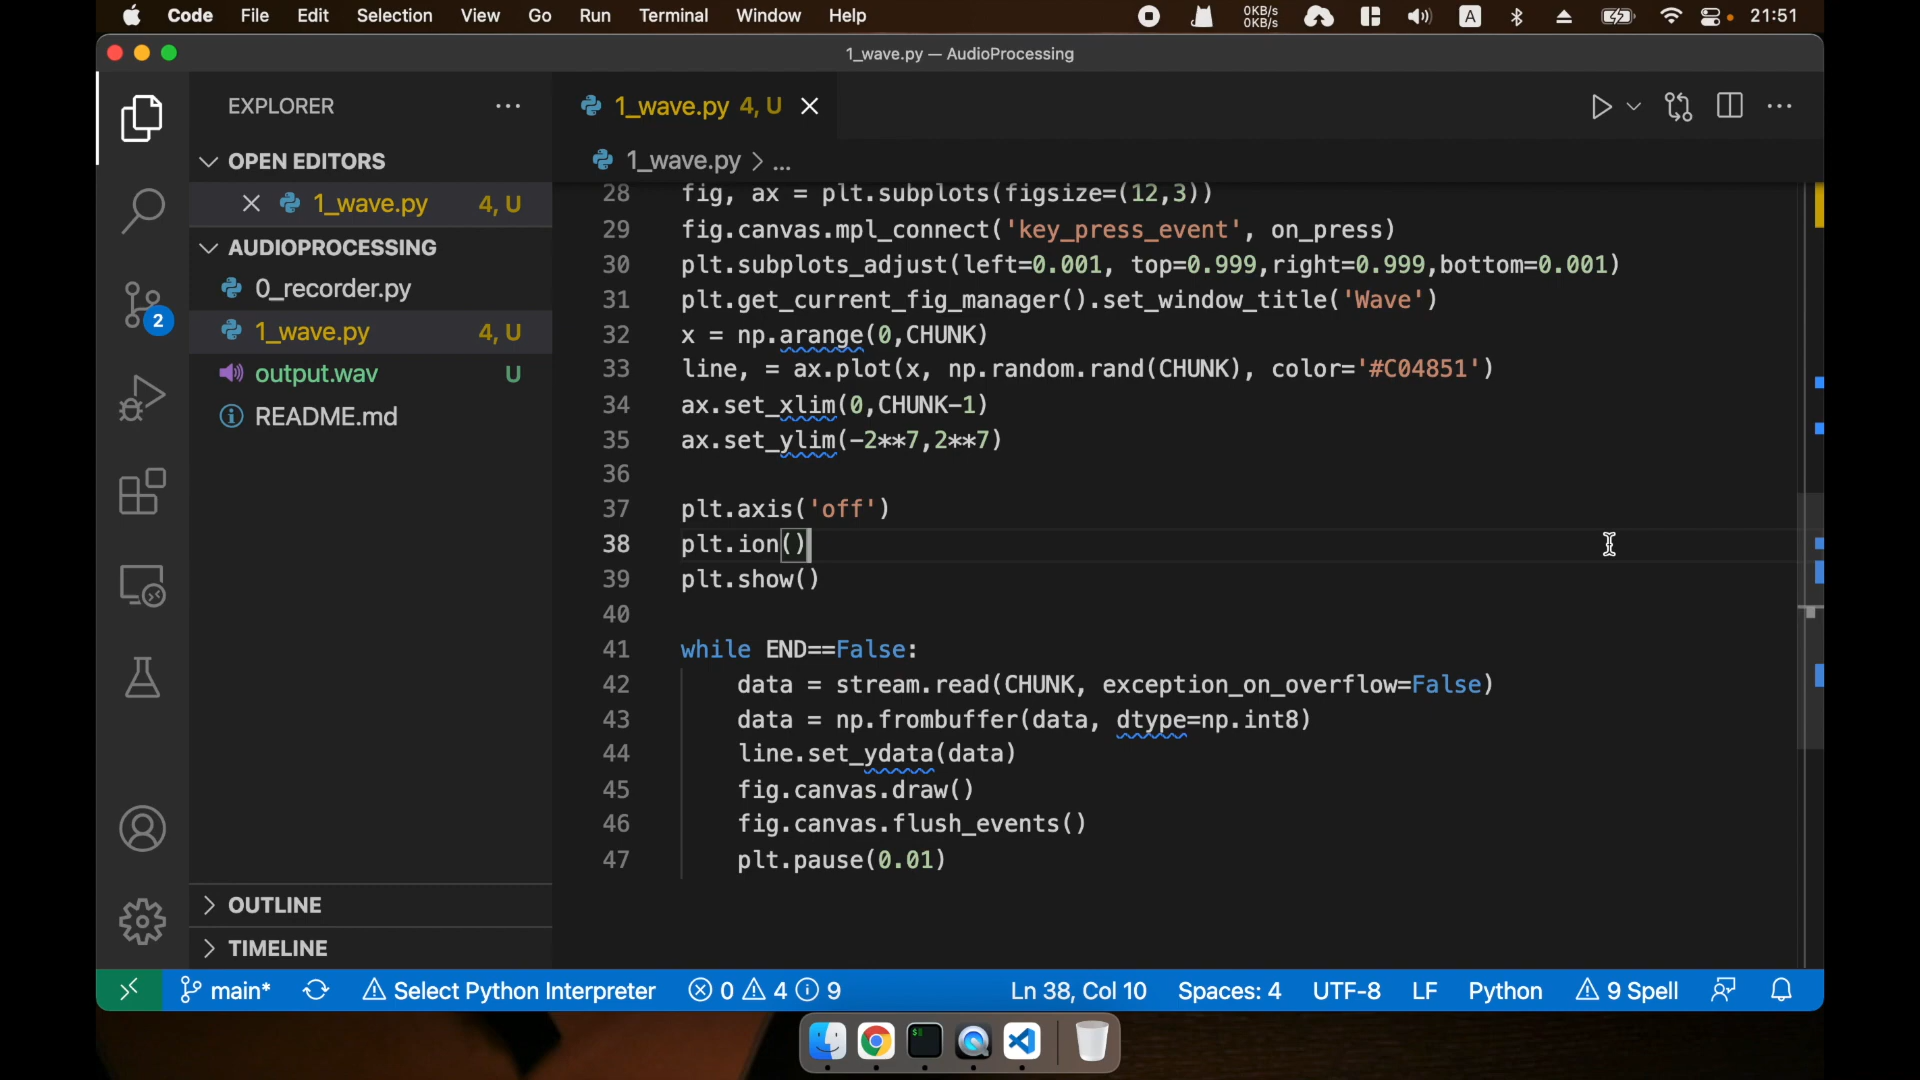 Code File Edit Selection View Go Run Terminal Window Help 0KB/s 0KB/s A 21:51
1_wave.py — AudioProcessing
EXPLORER
1_wave.py 4, U
OPEN EDITORS
1_wave.py > ...
1_wave.py 4, U
AUDIOPROCESSING
0_recorder.py
1_wave.py 4, U
output.wav U
README.md
2
OUTLINE
TIMELINE
28 fig, ax = plt.subplots(figsize=(12,3))
29 fig.canvas.mpl_connect('key_press_event', on_press)
30 plt.subplots_adjust(left=0.001, top=0.999,right=0.999,bottom=0.001)
31 plt.get_current_fig_manager().set_window_title('Wave')
32 x = np.arange(0,CHUNK)
33 line, = ax.plot(x, np.random.rand(CHUNK), color='#C04851')
34 ax.set_xlim(0,CHUNK-1)
35 ax.set_ylim(-2**7,2**7)
36
37 plt.axis('off')
38 plt.ion()
39 plt.show()
40
41 while END==False:
42 data = stream.read(CHUNK, exception_on_overflow=False)
43 data = np.frombuffer(data, dtype=np.int8)
44 line.set_ydata(data)
45 fig.canvas.draw()
46 fig.canvas.flush_events()
47 plt.pause(0.01)
main* Select Python Interpreter 0 4 9 Ln 38, Col 10 Spaces: 4 UTF-8 LF Python 9 Spell